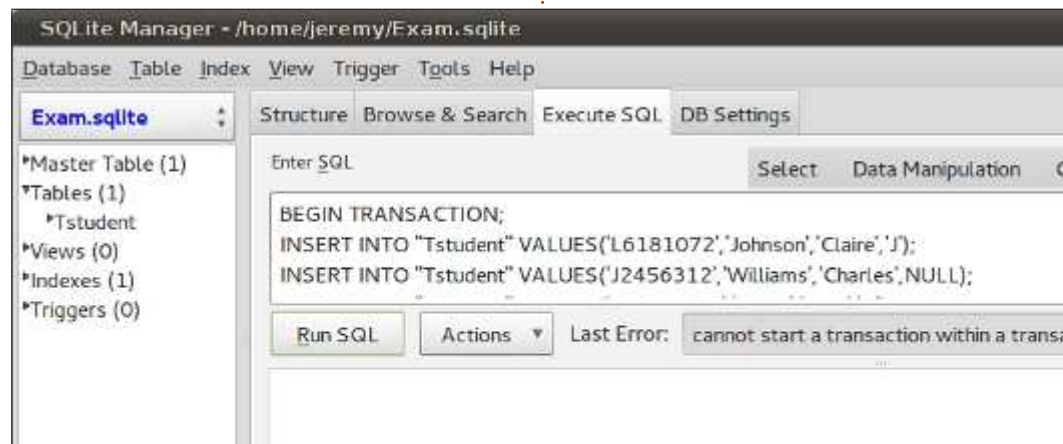 SQLite Manager - /home/jeremy/Exam.sqlite
Database Table Index View Trigger Tools Help
Exam.sqlite
Structure Browse & Search Execute SQL DB Settings
Master Table (1)
Tables (1)
Tstudent
Views (0)
Indexes (1)
Triggers (0)
Enter SQL
Select Data Manipulation
BEGIN TRANSACTION;
INSERT INTO "Tstudent" VALUES('L6181072','Johnson','Claire','J');
INSERT INTO "Tstudent" VALUES('J2456312','Williams', 'Charles',NULL);
Run SQL Actions Last Error: cannot start a transaction within a transa